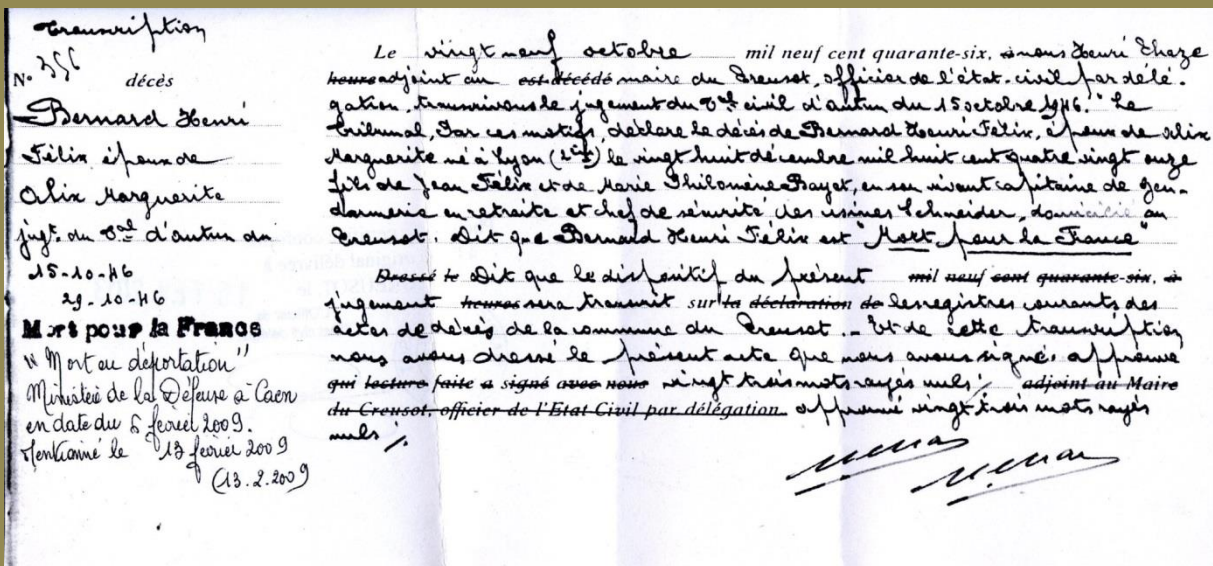 Transcription
N° 356 décès
Bernard Henri
Félix époux de
Alix Marguerite
jugt. du Bal d'autun du
15-10-46
29-10-46
Mort pour la France
"Mort en déportation"
Ministère de la Défense à Caen
en date du 5 fevrier 2009.
Mentionné le 13 février 2009
(13.2.2009)
Le vingt neuf octobre mil neuf cent quarante-six, à nous Henri Chaze
heures adjoint au est décédé maire du Creusot, officier de l'état-civil par délé-
gation, transcrivons le jugement du Bal civil d'autun du 15 octobre 1946. "Le
tribunal, Par ces motifs, déclare le décès de Bernard Henri Félix, époux de Alix
Marguerite né à Lyon (2è) le vingt huit décembre mil huit cent quatre vingt onze
fils de Jean Félix et de Marie Philomène Bayet, en son vivant capitaine de gen-
darmerie en retraite et chef de sécurité des usines Schneider, domicilié au
Creusot. Dit que Bernard Henri Félix est "Mort pour la France"
Dressé le Dit que le dispositif du présent mil neuf cent quarante-six, à
jugement heures sera transcrit sur la déclaration de les registres courants des
actes de décès de la commune du Creusot. Et de cette transcription
nous avons dressé le présent acte que nous avons signé. approuvé
qui lecture faite a signé avec nous vingt trois mots rayés nuls. adjoint au Maire
du Creusot, officier de l'Etat Civil par délégation. approuvé vingt trois mots rayés
nuls